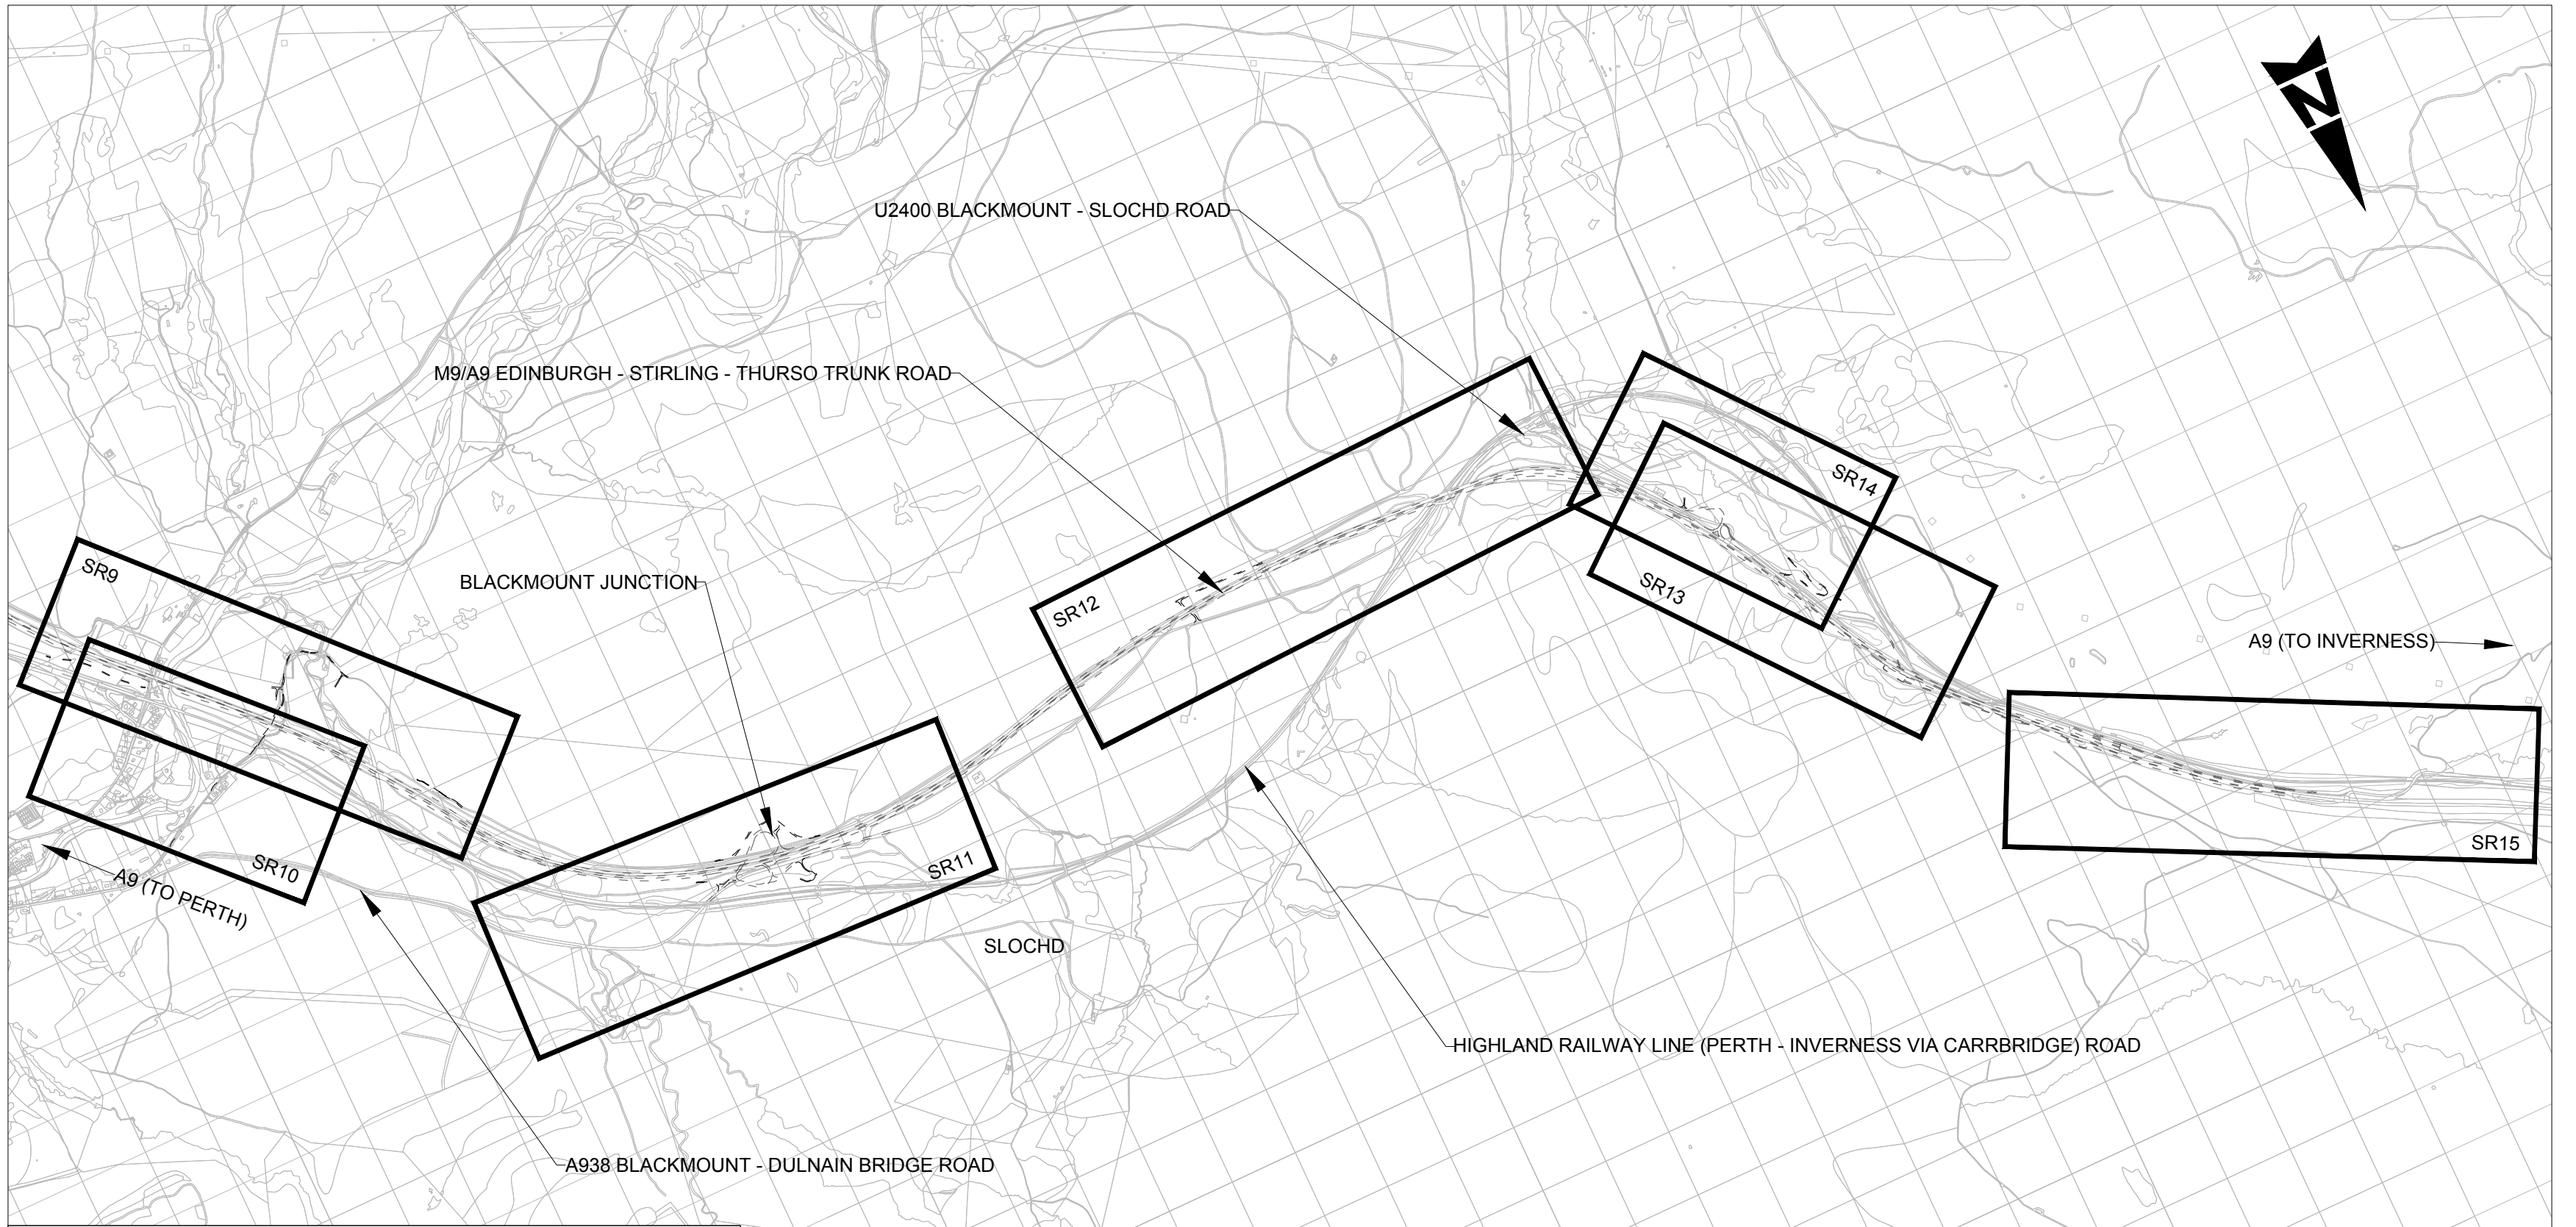 N
U2400 BLACKMOUNT - SLOCHD ROAD
M9/A9 EDINBURGH - STIRLING - THURSO TRUNK ROAD
SR14
SR9
BLACKMOUNT JUNCTION
SR12
SR13
A9 (TO INVERNESS)
SR15
SR10
SR11
A9 (TO PERTH)
SLOCHD
HIGHLAND RAILWAY LINE (PERTH - INVERNESS VIA CARRBRIDGE) ROAD
A938 BLACKMOUNT - DULNAIN BRIDGE ROAD